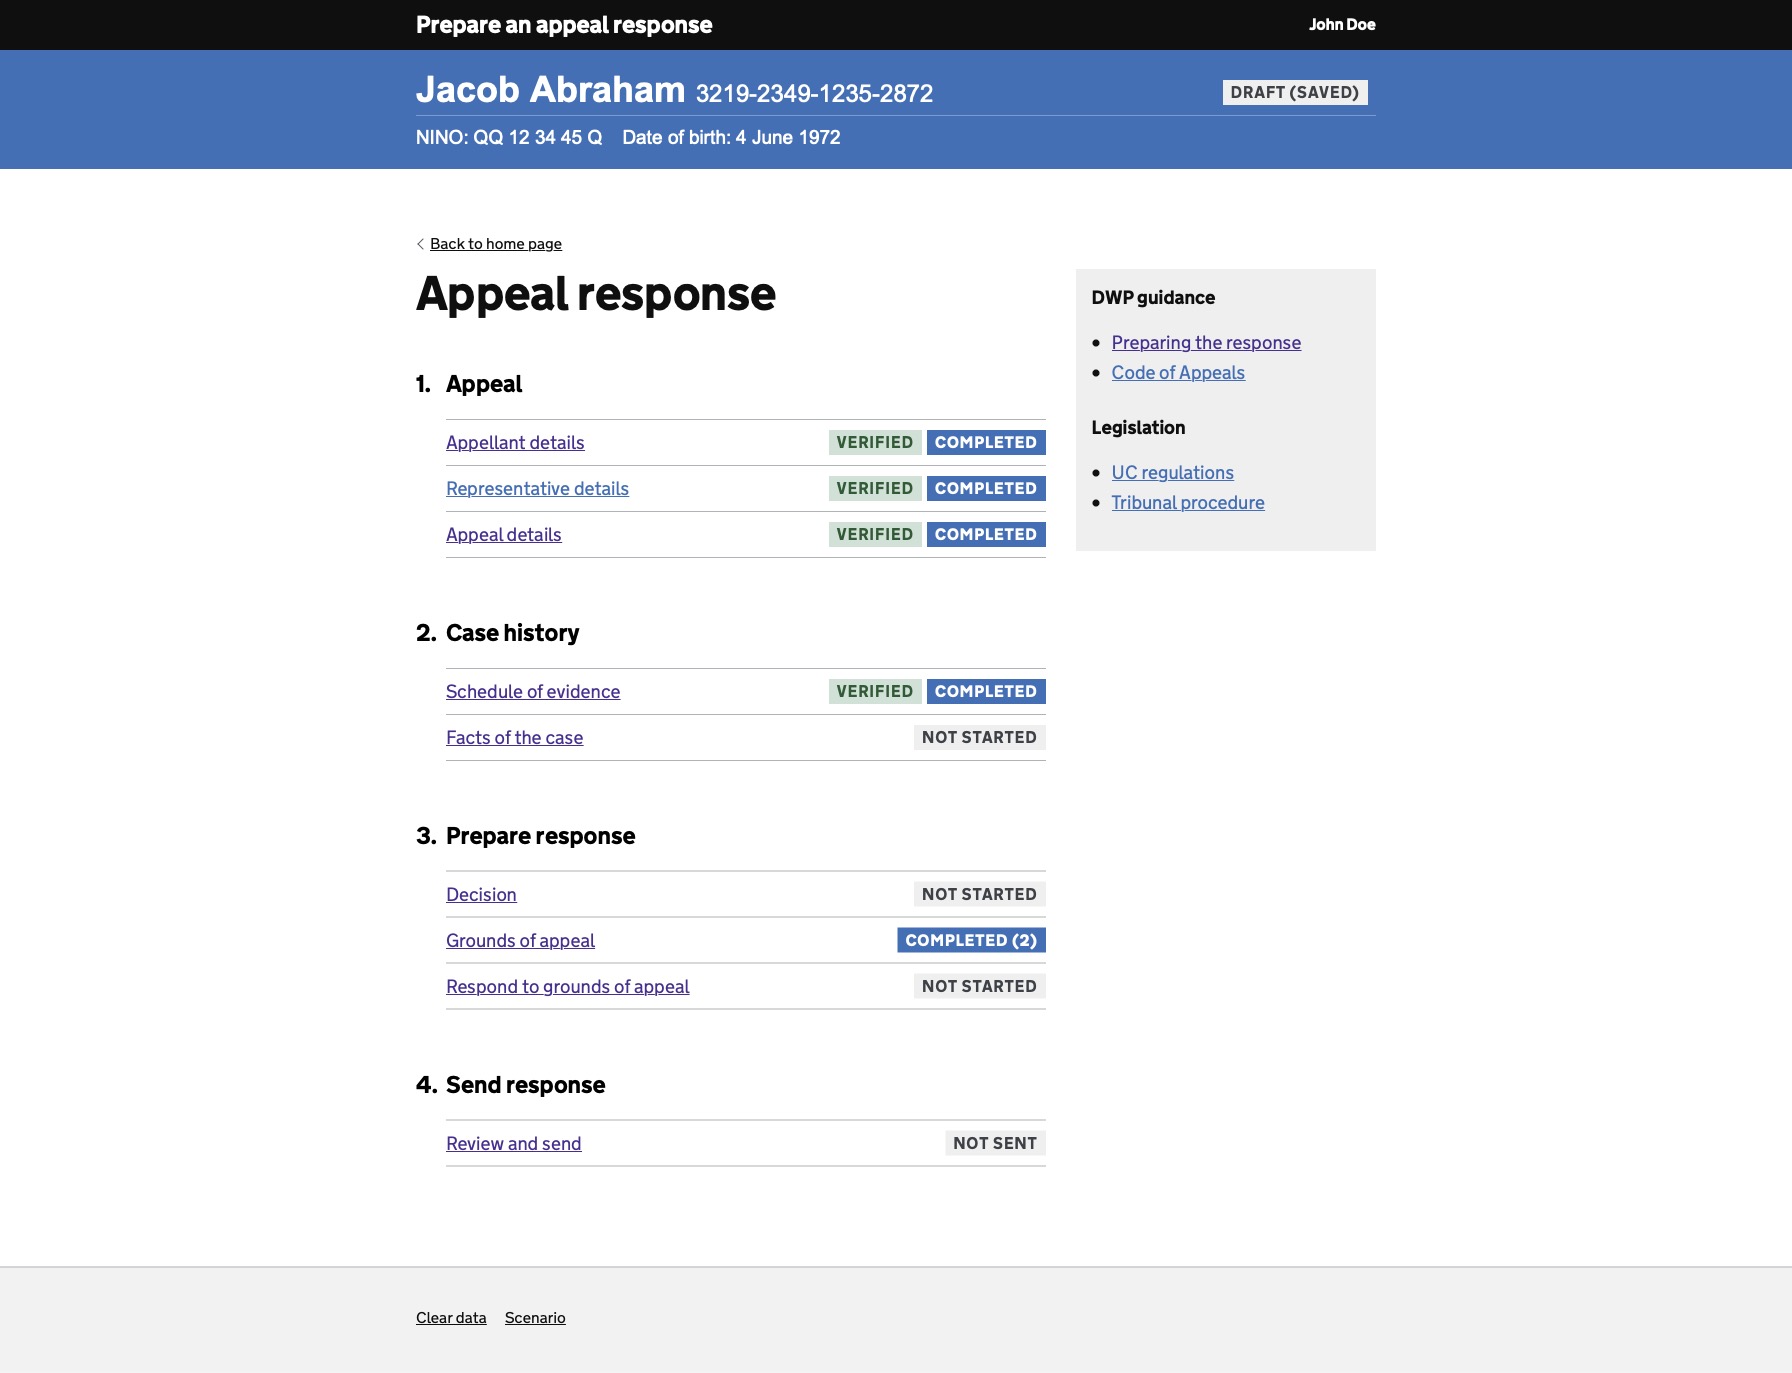 Prepare an appeal response
John Doe
Jacob Abraham 3219-2349-1235-2872
DRAFT (SAVED)
NINO: QQ 12 34 45 Q Date of birth: 4 June 1972
Back to home page
Appeal response
1. Appeal
Appellant details VERIFIED COMPLETED
Representative details VERIFIED COMPLETED
Appeal details VERIFIED COMPLETED
2. Case history
Schedule of evidence VERIFIED COMPLETED
Facts of the case NOT STARTED
3. Prepare response
Decision NOT STARTED
Grounds of appeal COMPLETED (2)
Respond to grounds of appeal NOT STARTED
4. Send response
Review and send NOT SENT
DWP guidance
Preparing the response
Code of Appeals
Legislation
UC regulations
Tribunal procedure
Clear data Scenario